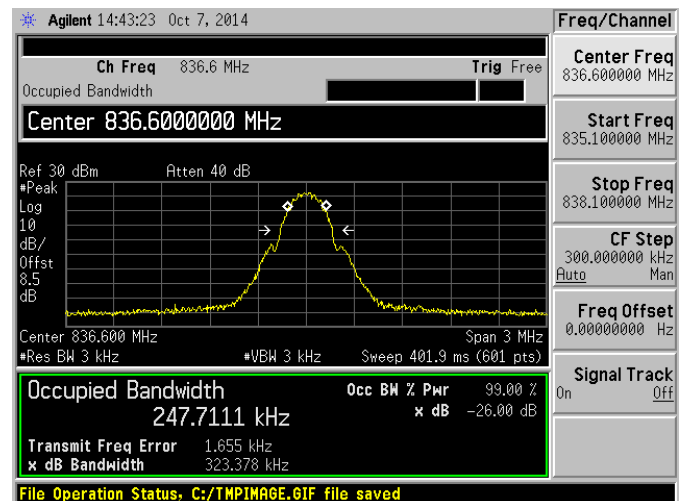 Agilent 14:43:23 Oct 7, 2014
Freq/Channel
Ch Freq 836.6 MHz Trig Free
Occupied Bandwidth
Center 836.6000000 MHz
Ref 30 dBm Atten 40 dB
#Peak
Log
10
dB/
Offst
8.5
dB
Center 836.600 MHz Span 3 MHz
#Res BW 3 kHz #VBW 3 kHz Sweep 401.9 ms (601 pts)
Occupied Bandwidth Occ BW % Pwr 99.00 %
247.7111 kHz x dB -26.00 dB
Transmit Freq Error 1.655 kHz
x dB Bandwidth 323.378 kHz
File Operation Status, C:/TMPIMAGE.GIF file saved
Center Freq
836.600000 MHz
Start Freq
835.100000 MHz
Stop Freq
838.100000 MHz
CF Step
300.000000 kHz
Auto Man
Freq Offset
0.00000000 Hz
Signal Track
On Off